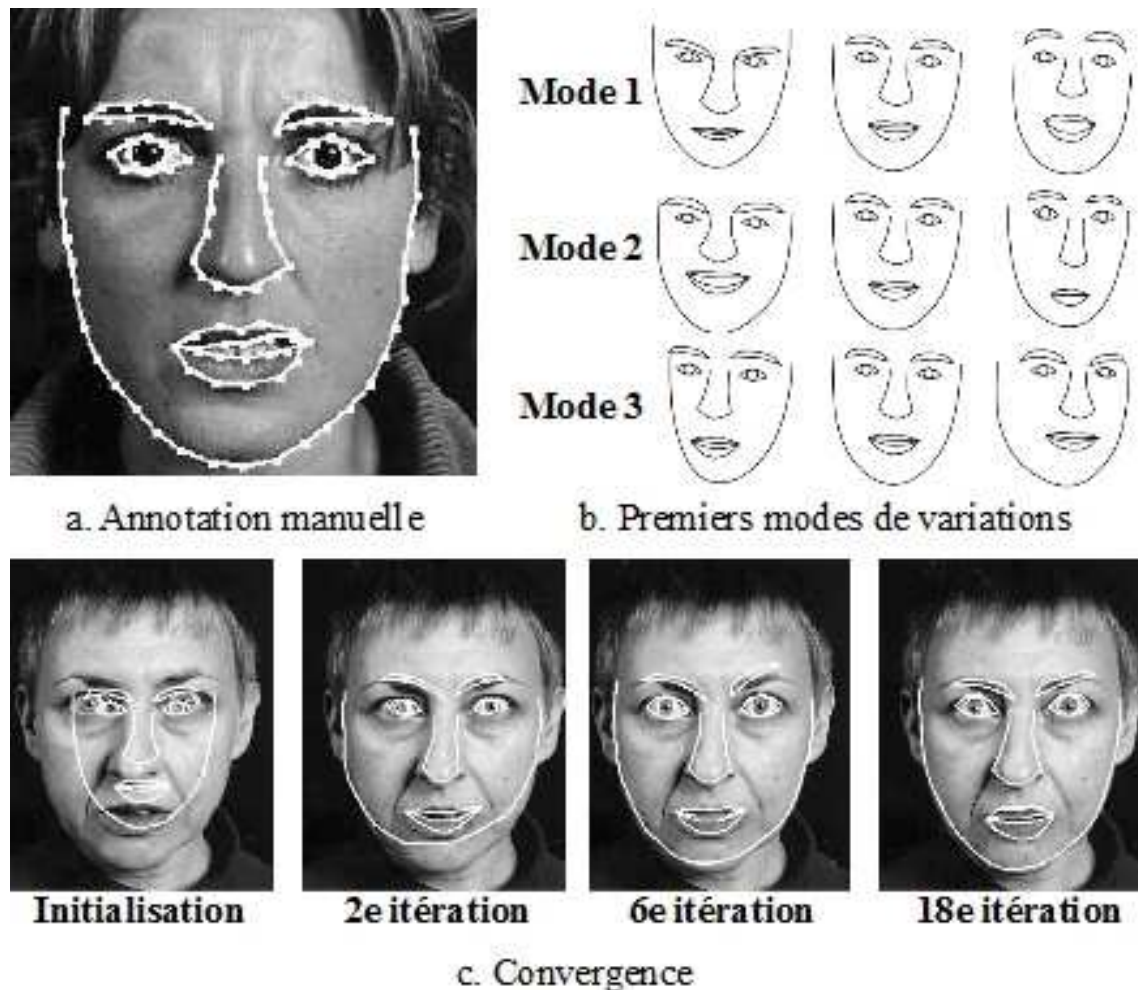 Mode 1
Mode 2
Mode 3
a. Annotation manuelle
b. Premiers modes de variations
Initialisation
2e itération
6e itération
18e itération
c. Convergence